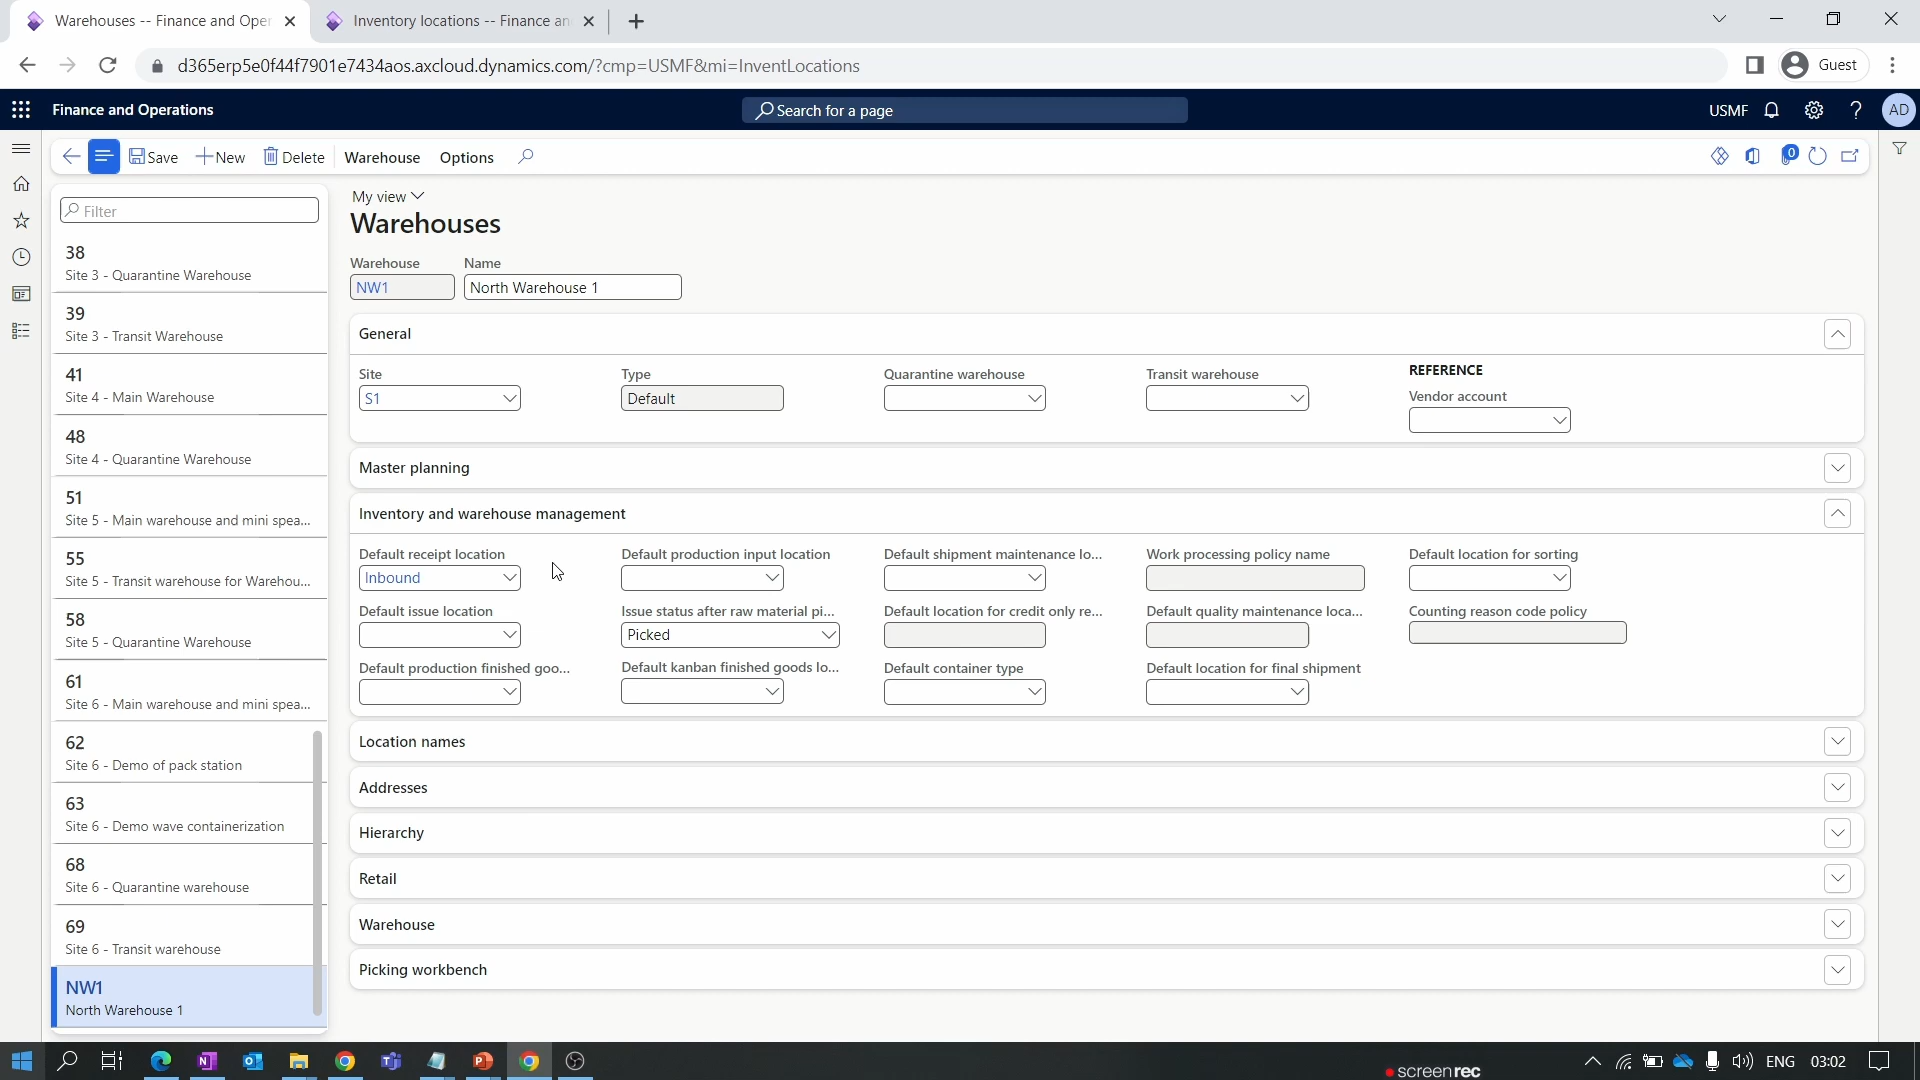 Warehouses -- Finance and Oper
Inventory locations -- Finance an
d365erp5e0f44f7901e7434aos.axcloud.dynamics.com/?cmp=USMF&mi=InventLocations
Guest
Finance and Operations
Search for a page
USMF
AD
Save
New
Delete
Warehouse
Options
0
Filter
38
Site 3 - Quarantine Warehouse
39
Site 3 - Transit Warehouse
41
Site 4 - Main Warehouse
48
Site 4 - Quarantine Warehouse
51
Site 5 - Main warehouse and mini spea...
55
Site 5 - Transit warehouse for Warehou...
58
Site 5 - Quarantine Warehouse
61
Site 6 - Main warehouse and mini spea...
62
Site 6 - Demo of pack station
63
Site 6 - Demo wave containerization
68
Site 6 - Quarantine warehouse
69
Site 6 - Transit warehouse
NW1
North Warehouse 1
My view
Warehouses
Warehouse
Name
NW1
North Warehouse 1
General
Site
Type
Quarantine warehouse
Transit warehouse
REFERENCE
S1
Default
Vendor account
Master planning
Inventory and warehouse management
Default receipt location
Default production input location
Default shipment maintenance lo...
Work processing policy name
Default location for sorting
Inbound
Default issue location
Issue status after raw material pi...
Default location for credit only re...
Default quality maintenance loca...
Counting reason code policy
Picked
Default production finished goo...
Default kanban finished goods lo...
Default container type
Default location for final shipment
Location names
Addresses
Hierarchy
Retail
Warehouse
Picking workbench
screenrec
ENG
03:02